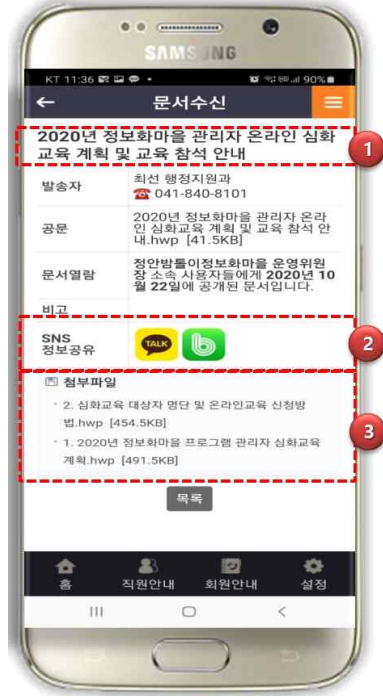 SAMSUNG
KT 11:36
90%
문서수신
2020년 정보화마을 관리자 온라인 심화
교육 계획 및 교육 참석 안내
1
발송자
최선 행정지원과
☎ 041-840-8101
공문
2020년 정보화마을 관리자 온라
인 심화교육 계획 및 교육 참석 안
내.hwp [41.5KB]
문서열람
정안밤톨이정보화마을 운영위원
장 소속 사용자들에게 2020년 10
월 22일에 공개된 문서입니다.
비고
SNS
정보공유
TALK
b
2
첨부파일
2. 심화교육 대상자 명단 및 온라인교육 신청방
법.hwp [454.5KB]
1. 2020년 정보화마을 프로그램 관리자 심화교육
계획.hwp [491.5KB]
3
목록
홈 직원안내 회원안내 설정